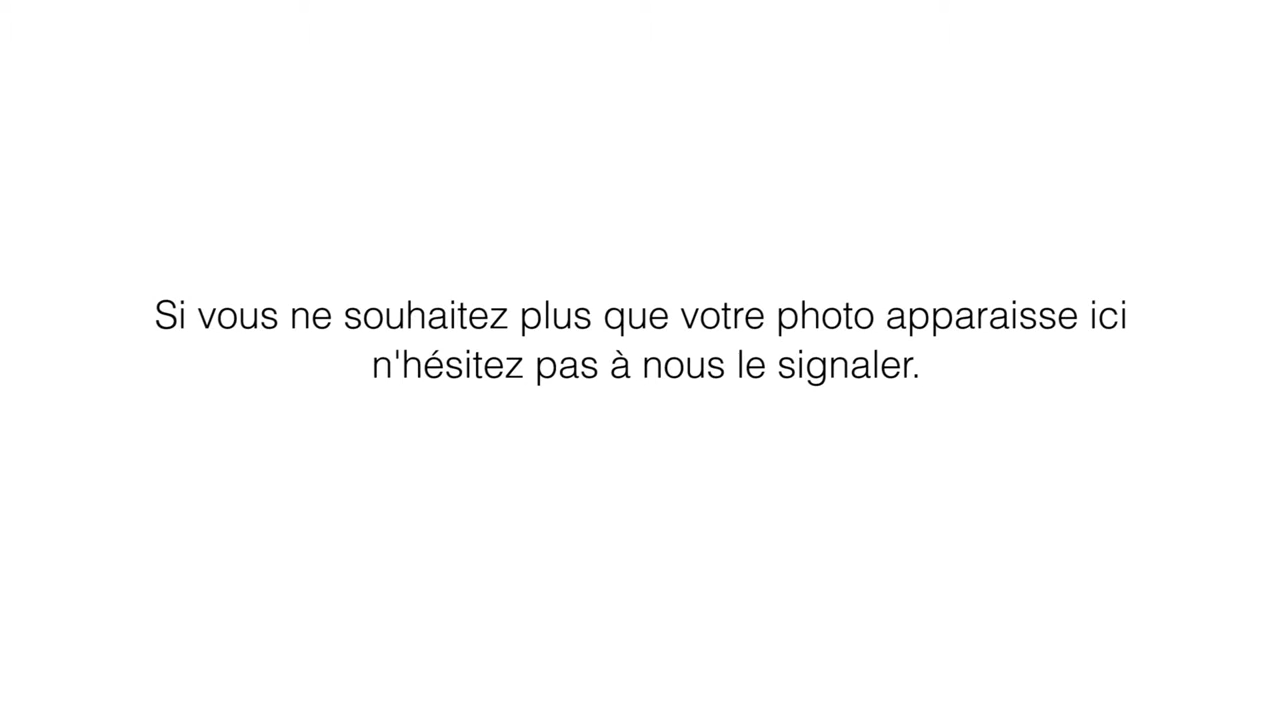 Si vous ne souhaitez plus que votre photo apparaisse ici
n'hésitez pas à nous le signaler.